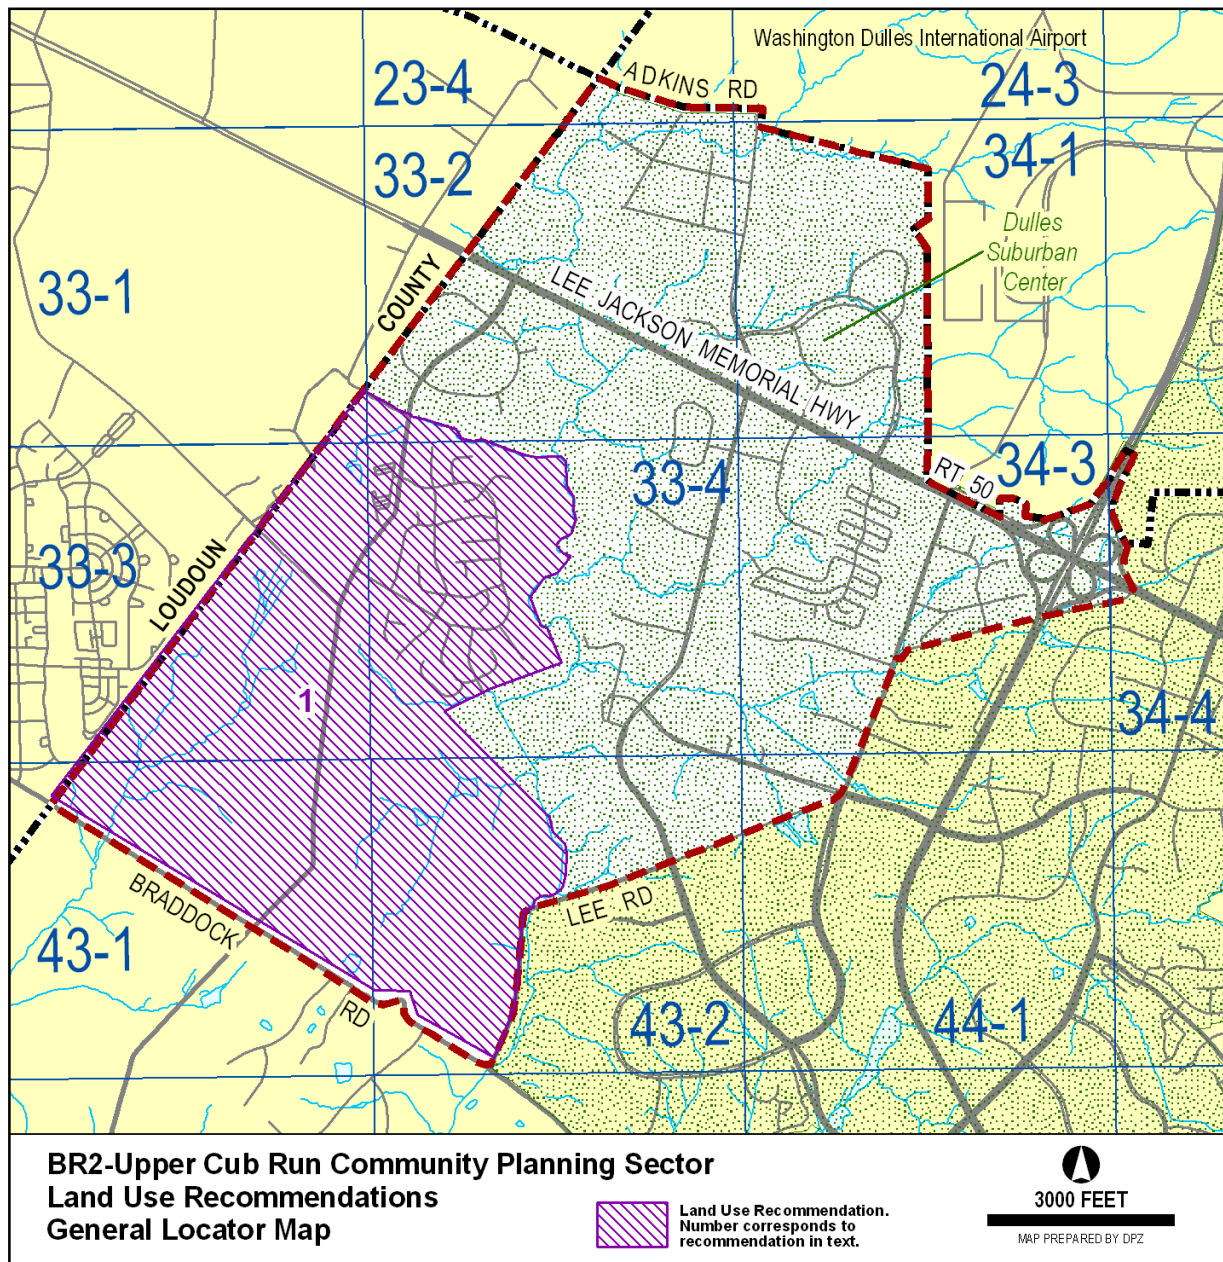 Washington Dulles International Airport
ADKINS RD
23-4
24-3
33-2
34-1
Dulles
Suburban
Center
33-1
COUNTY
LEE JACKSON MEMORIAL HWY
RT 50
34-3
33-4
33-3
LOUDOUN
1
34-4
BRADDOCK
RD
LEE RD
43-1
43-2
44-1
BR2-Upper Cub Run Community Planning Sector
Land Use Recommendations
General Locator Map
Land Use Recommendation.
Number corresponds to
recommendation in text.
3000 FEET
MAP PREPARED BY DPZ